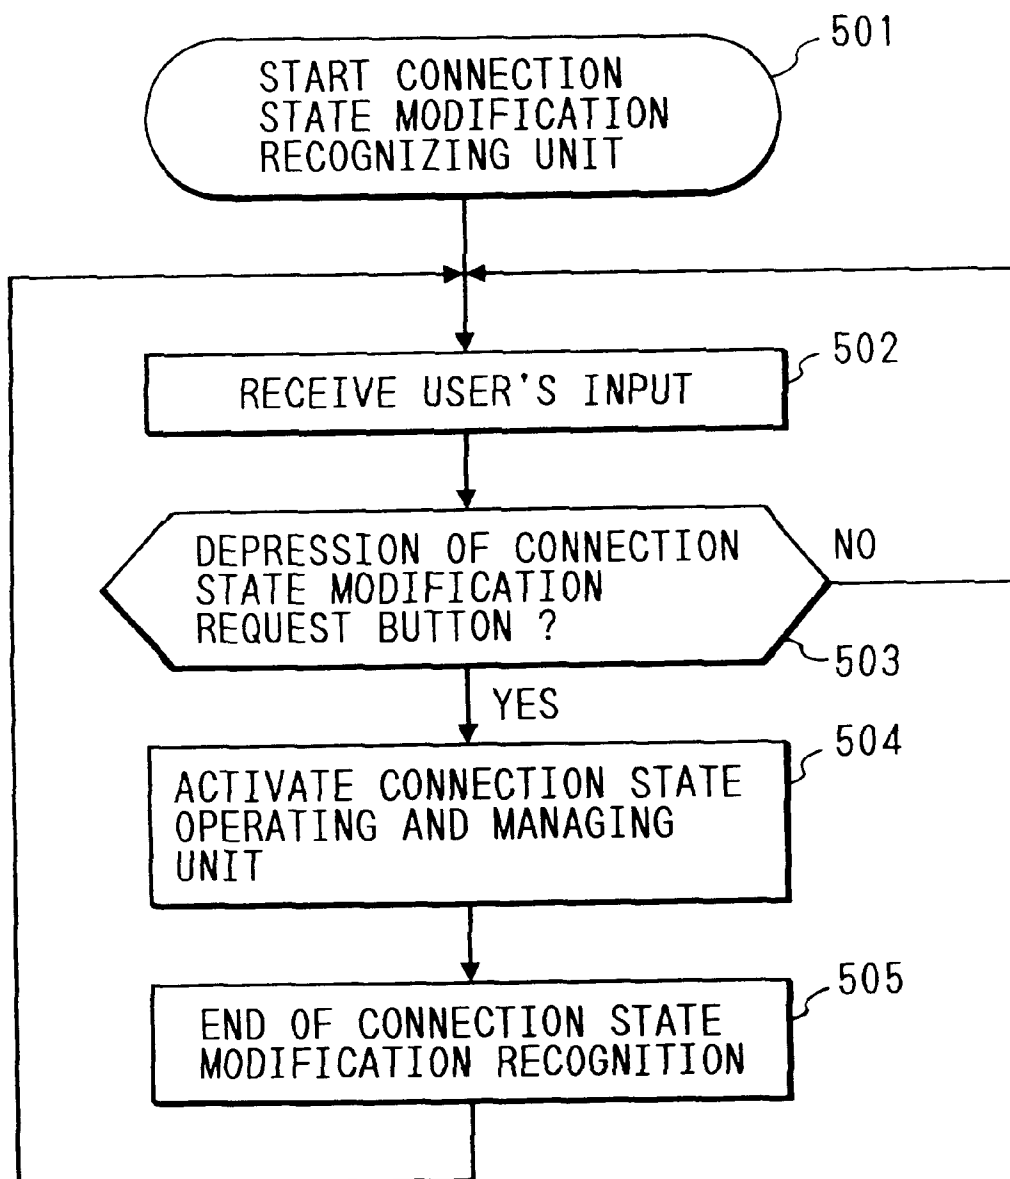 501
START CONNECTION
STATE MODIFICATION
RECOGNIZING UNIT
502
RECEIVE USER'S INPUT
DEPRESSION OF CONNECTION
STATE MODIFICATION
REQUEST BUTTON ?
NO
503
YES
504
ACTIVATE CONNECTION STATE
OPERATING AND MANAGING
UNIT
505
END OF CONNECTION STATE
MODIFICATION RECOGNITION